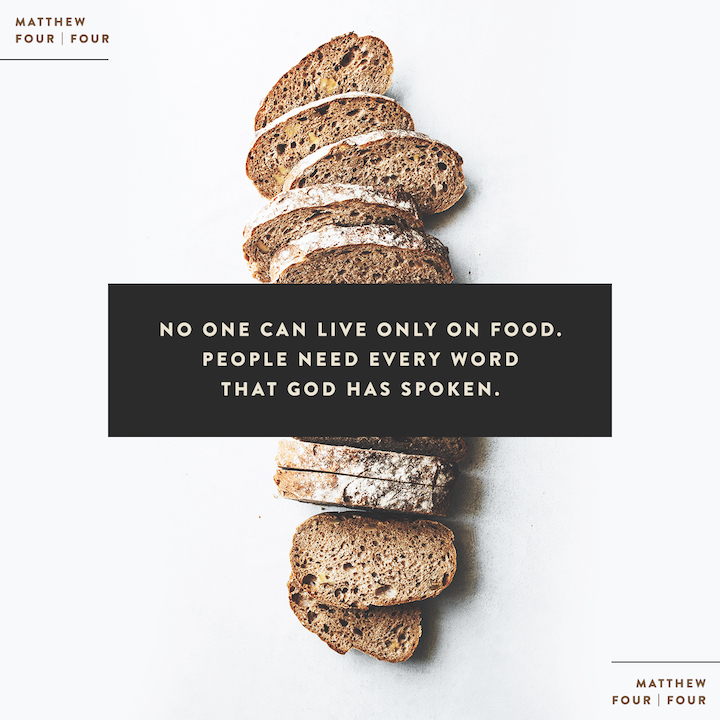 MATTHEW
FOUR | FOUR
NO ONE CAN LIVE ONLY ON FOOD.
PEOPLE NEED EVERY WORD
THAT GOD HAS SPOKEN.
MATTHEW
FOUR | FOUR